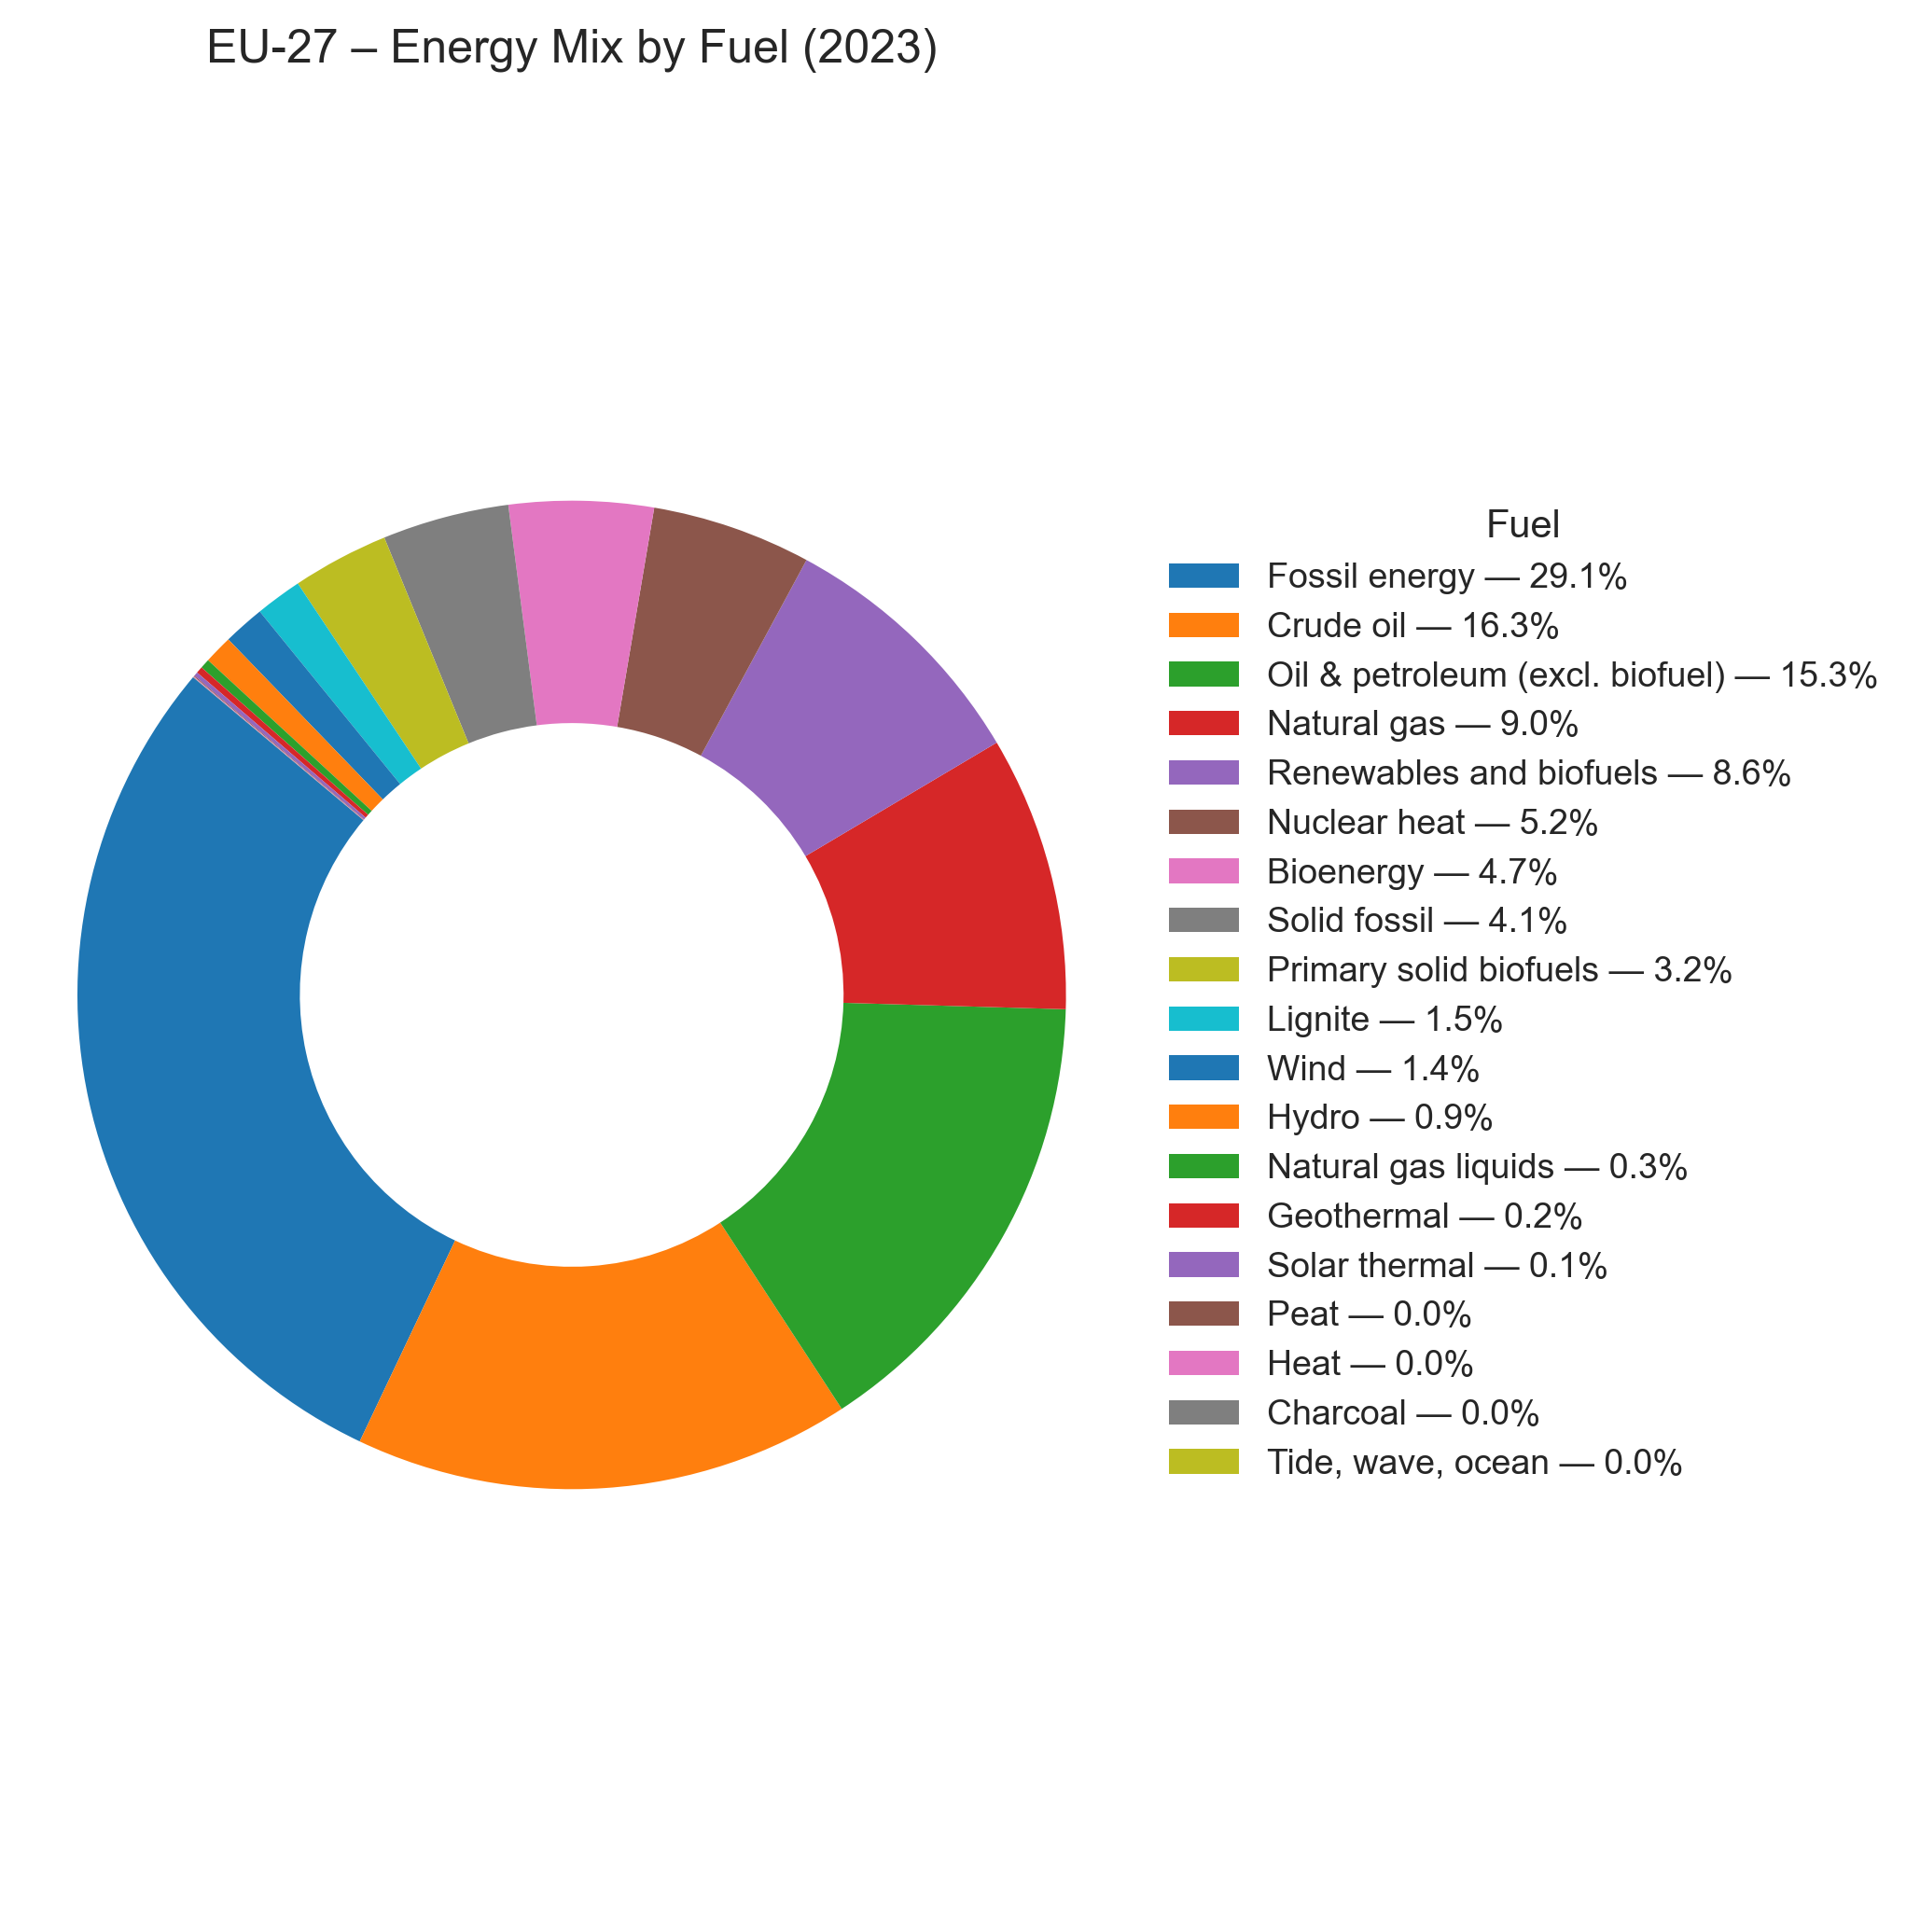 EU-27 – Energy Mix by Fuel (2023)
Fuel
Fossil energy — 29.1%
Crude oil — 16.3%
Oil & petroleum (excl. biofuel) — 15.3%
Natural gas — 9.0%
Renewables and biofuels — 8.6%
Nuclear heat — 5.2%
Bioenergy — 4.7%
Solid fossil — 4.1%
Primary solid biofuels — 3.2%
Lignite — 1.5%
Wind — 1.4%
Hydro — 0.9%
Natural gas liquids — 0.3%
Geothermal — 0.2%
Solar thermal — 0.1%
Peat — 0.0%
Heat — 0.0%
Charcoal — 0.0%
Tide, wave, ocean — 0.0%